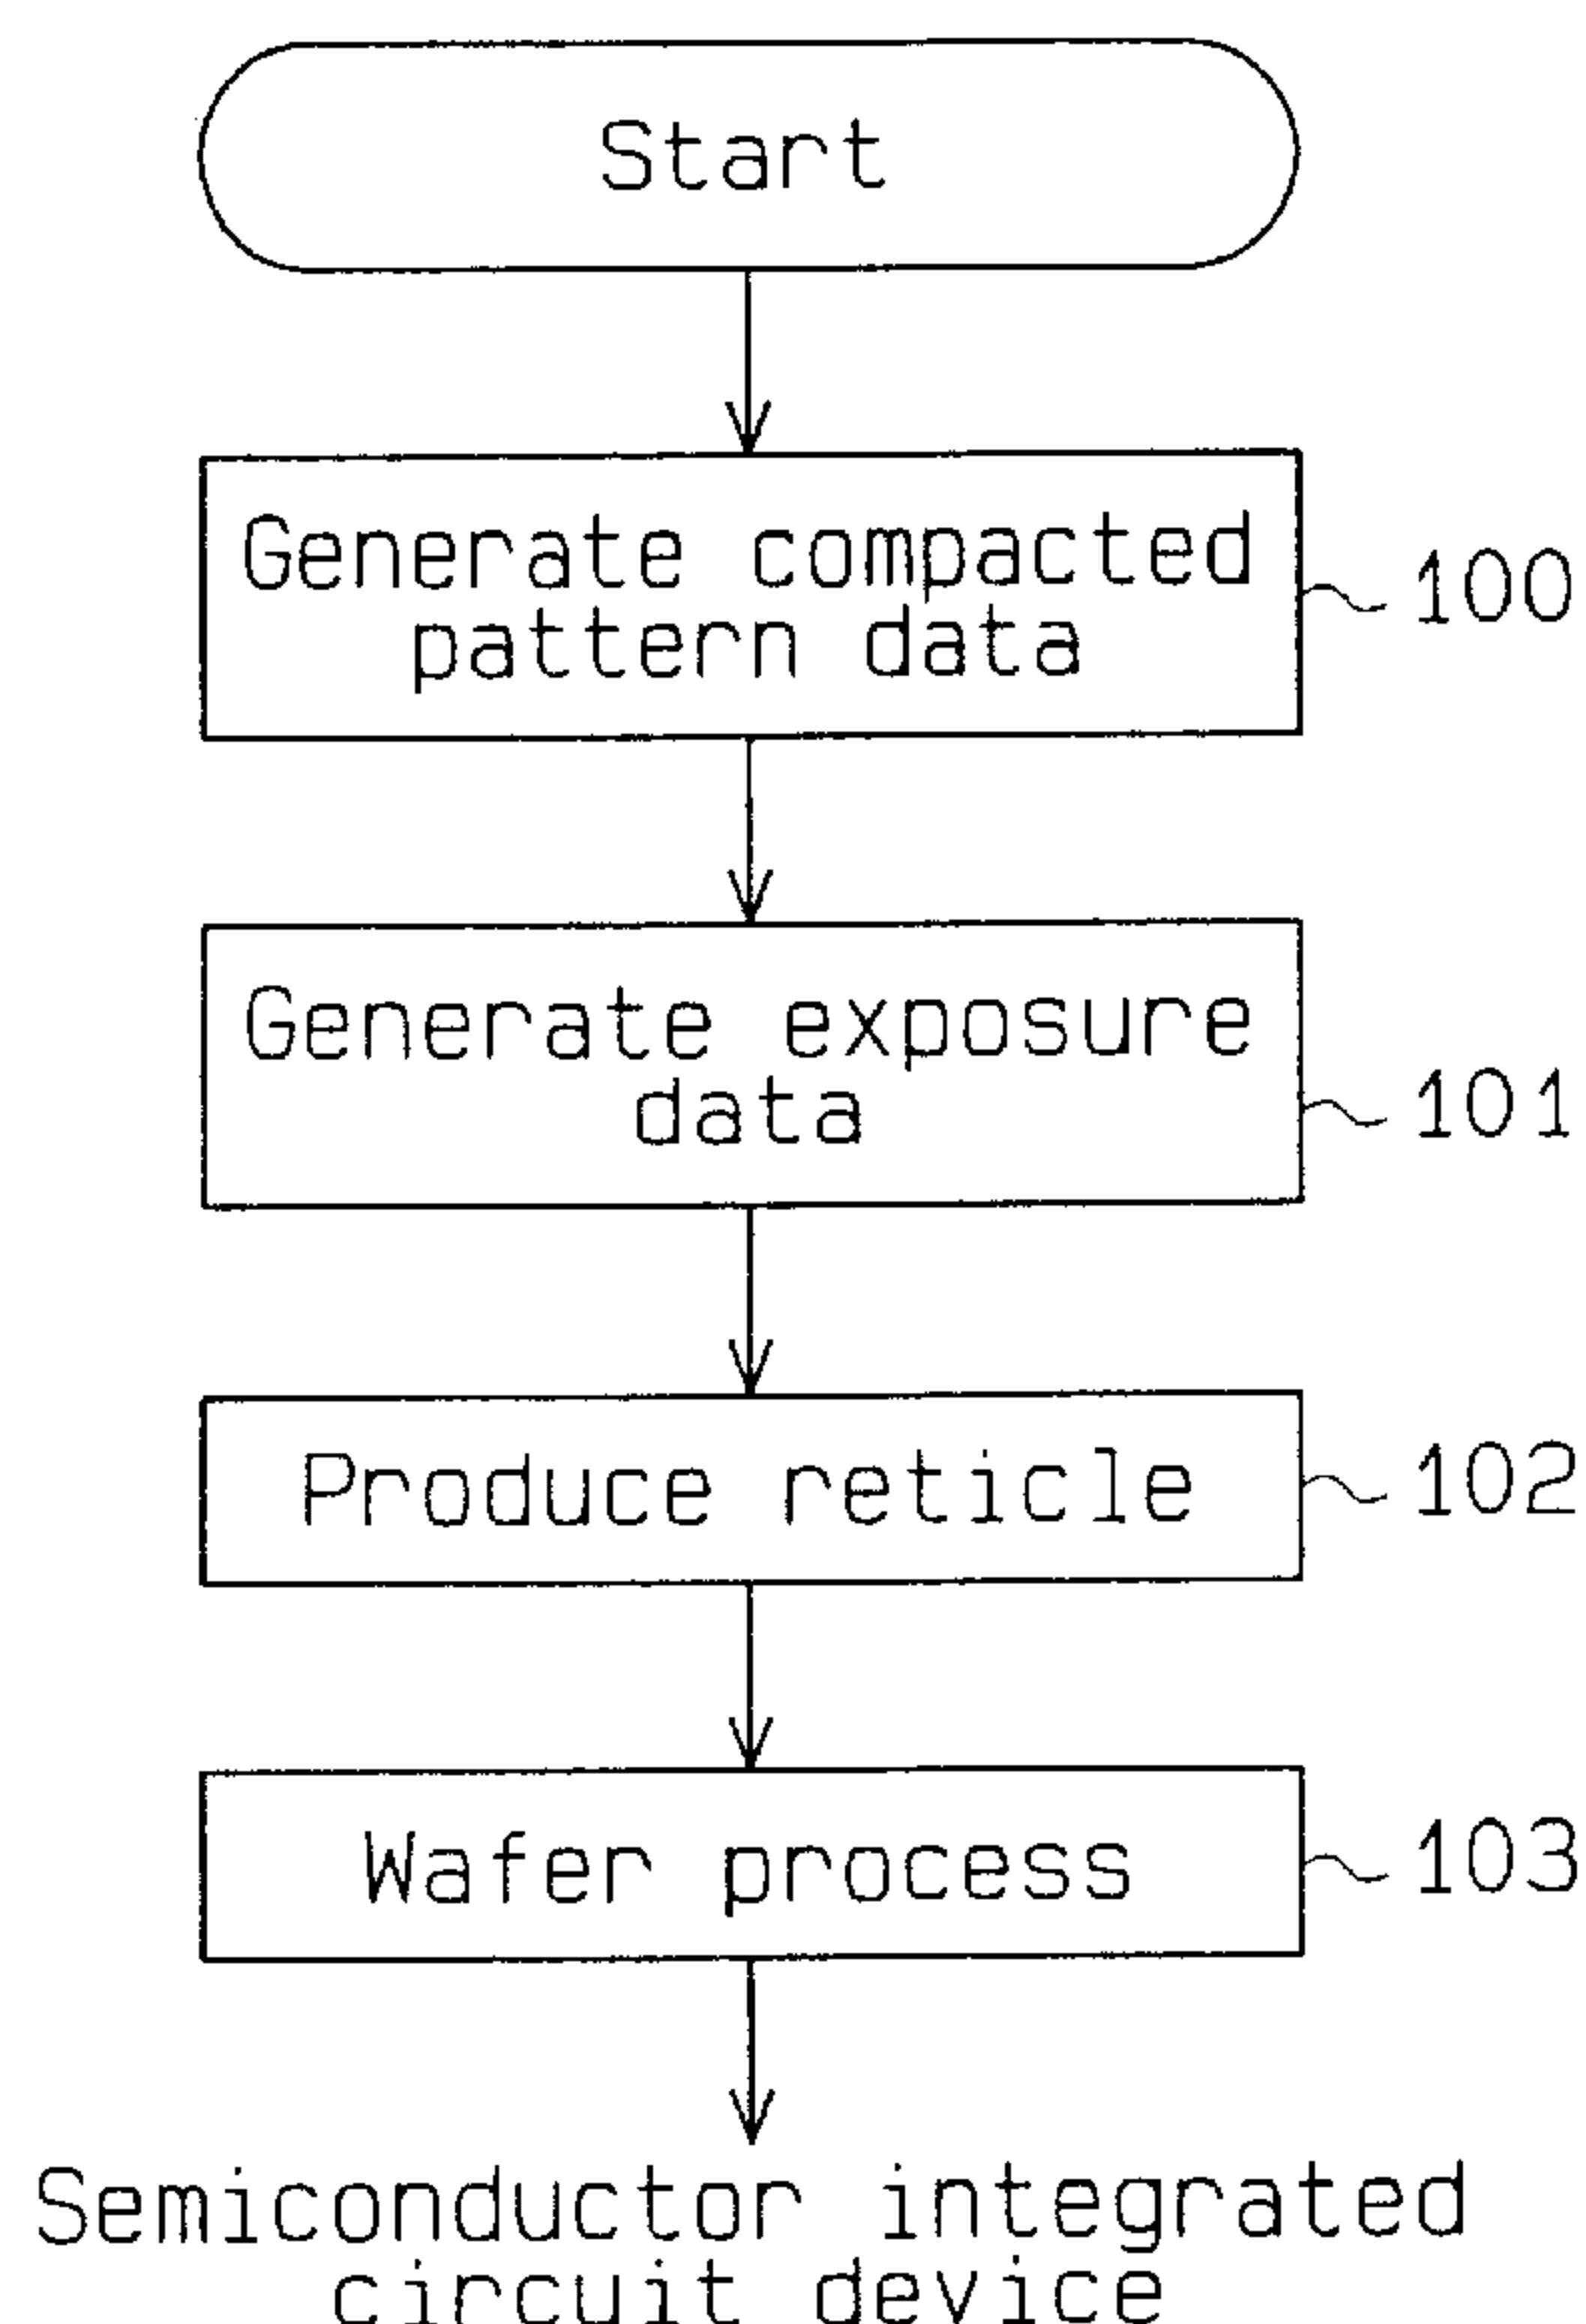 Start
Generate compacted
pattern data
100
Generate exposure
data
101
Produce reticle
102
Wafer process
103
Semiconductor integrated
circuit device